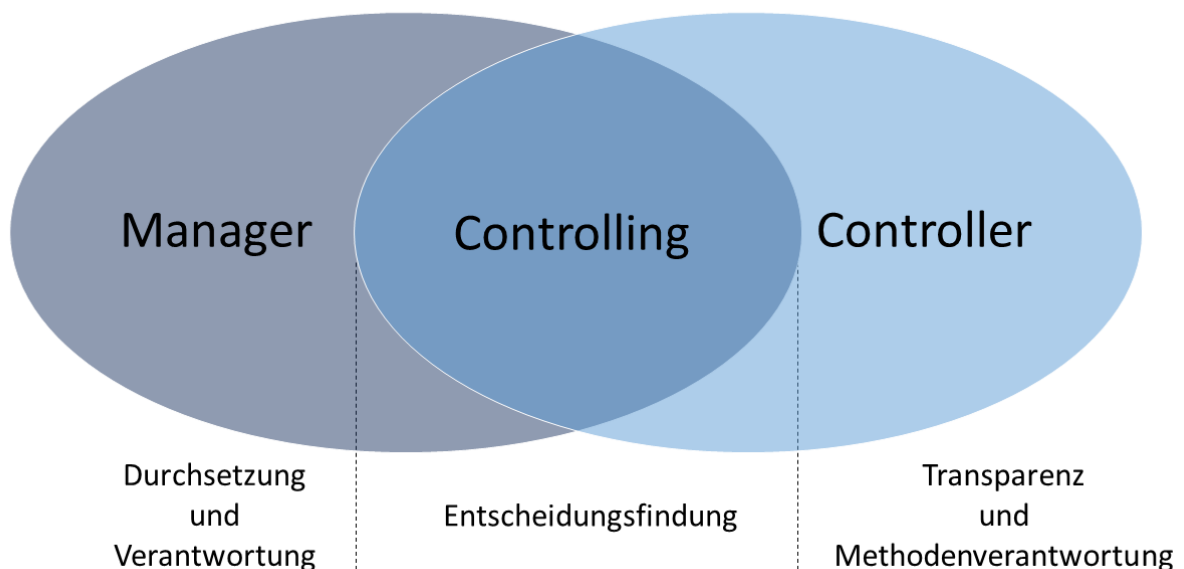 Manager
Controlling
Controller
Durchsetzung
und
Verantwortung
Entscheidungsfindung
Transparenz
und
Methodenverantwortung